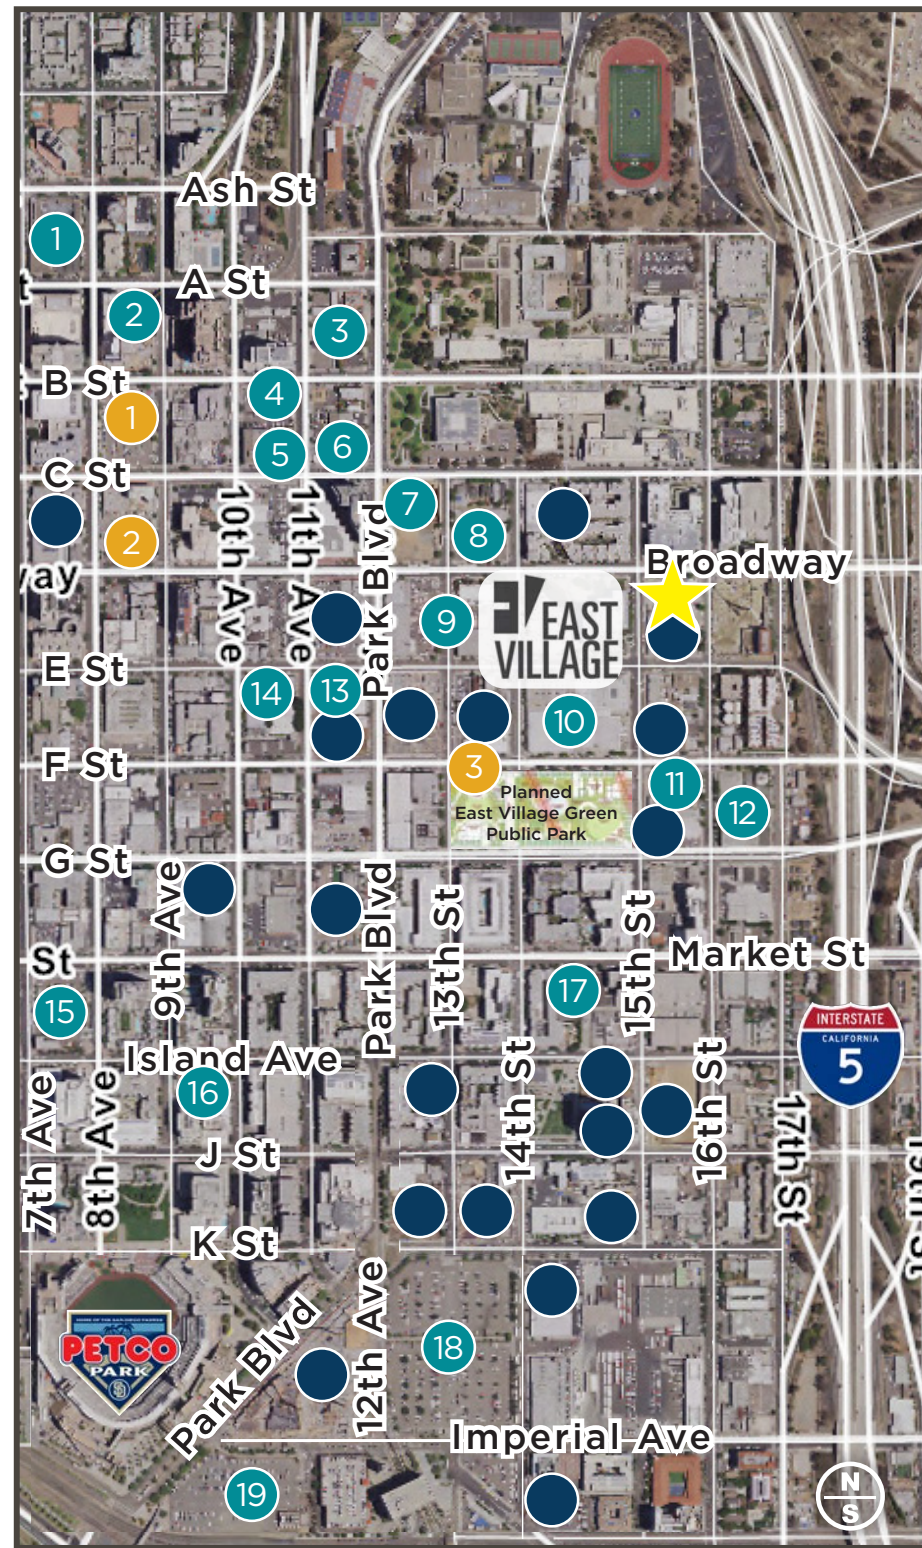 Ash St
1
A St
2
3
B St
4
1
5
6
C St
10th Ave
11th Ave
Park Blvd
7
8
2
Broadway
way
EAST
VILLAGE
9
E St
14
13
10
F St
3
11
Planned
East Village Green
Public Park
12
G St
9th Ave
Park Blvd
13th St
15th St
Market St
St
15
17
INTERSTATE
CALIFORNIA
5
Island Ave
16
7th Ave
8th Ave
14th St
16th St
17th St
19th St
J St
K St
PETCO
PARK
Park Blvd
12th Ave
18
Imperial Ave
19
N
S